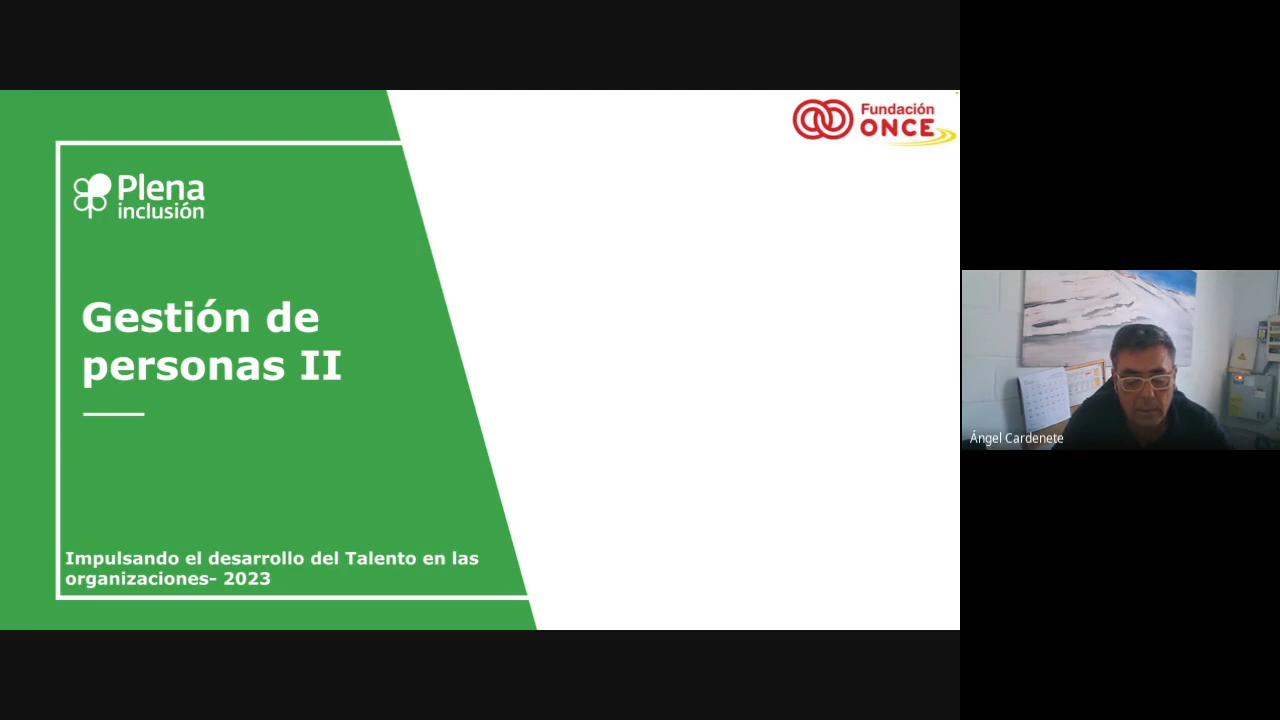 Fundación
ONCE
Plena
inclusión
Gestión de
personas II
Impulsando el desarrollo del Talento en las
organizaciones- 2023
Ángel Cardenete